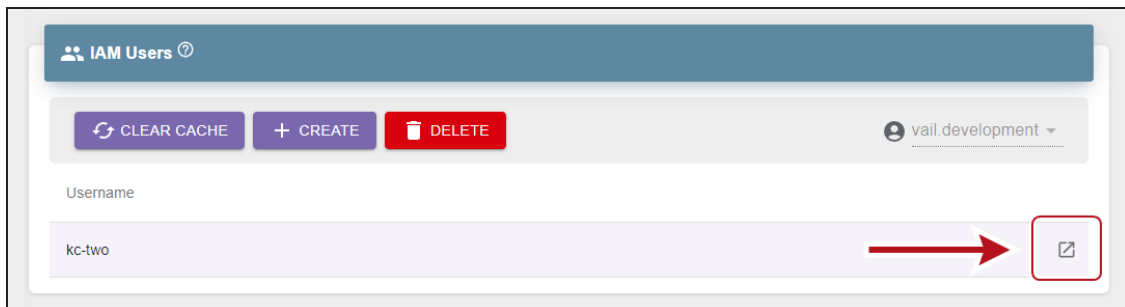 IAM Users
CLEAR CACHE
CREATE
DELETE
vail.development
Username
kc-two